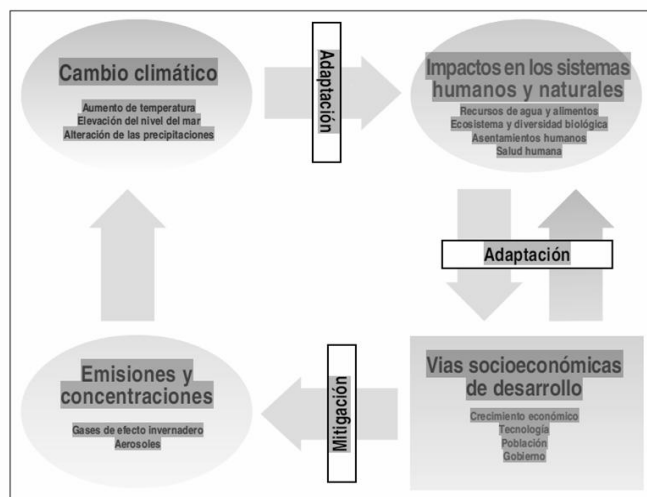 Cambio climático
Aumento de temperatura
Elevación del nivel del mar
Alteración de las precipitaciones
Adaptación
Impactos en los sistemas
humanos y naturales
Recursos de agua y alimentos
Ecosistema y diversidad biológica
Asentamientos humanos
Salud humana
Adaptación
Emisiones y
concentraciones
Gases de efecto invernadero
Aerosoles
Mitigación
Vias socioeconómicas
de desarrollo
Crecimiento económico
Tecnología
Población
Gobierno